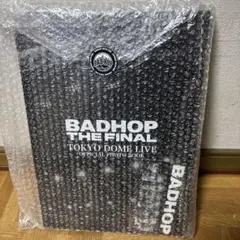 BADHOP
THE FINAL
TOKYO DOME LIVE
OFFICIAL PHOTO BOOK
BADHOP